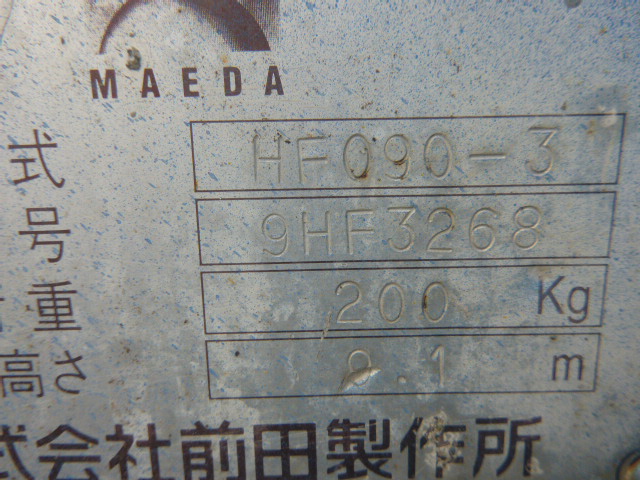 MAEDA
式 HF090-3
号 9HF3268
重 200 Kg
高さ 9.1 m
式会社前田製作所